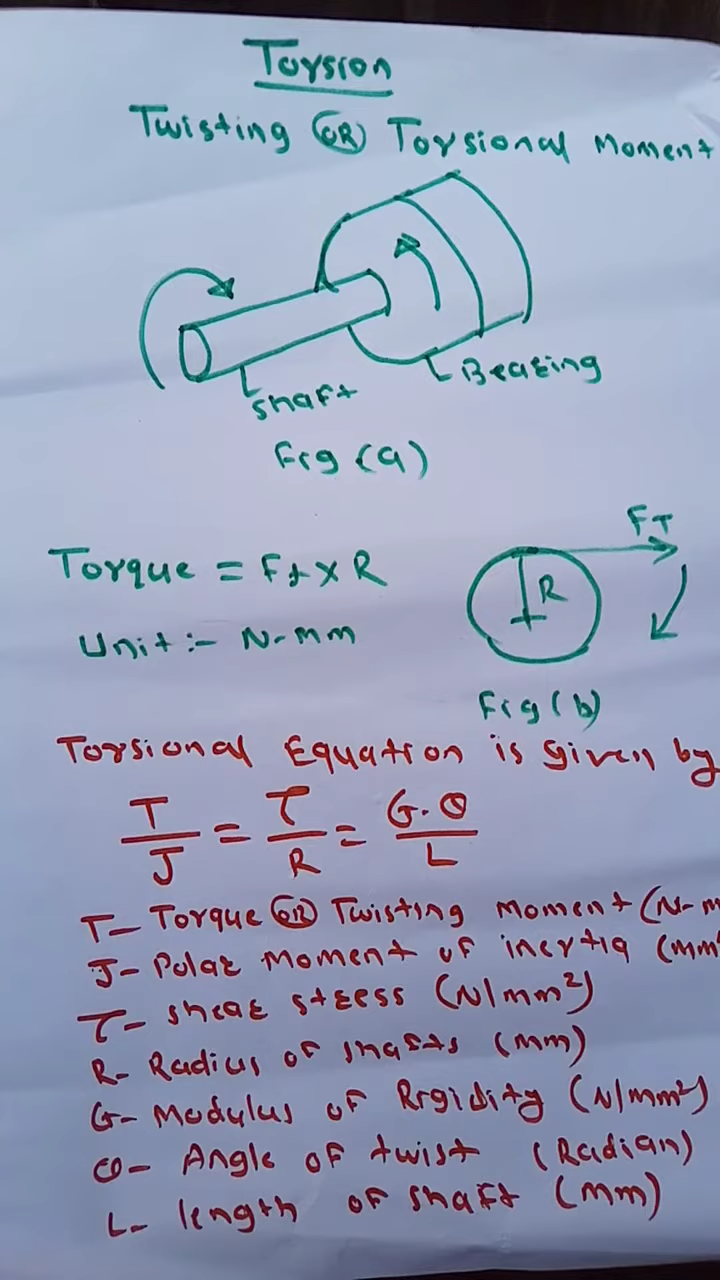 Torsion
Twisting OR Torsional Moment
Shaft
Bearing
Fig (a)
FT
Torque = Ft x R
R
Unit :- N-mm
Fig (b)
Torsional Equation is given by
T/J = τ/R = G.θ/L
T- Torque OR Twisting moment (N-m
J- Polar Moment of inertia (mm
τ- shear stress (N/mm²)
R- Radius of shafts (mm)
G- Modulus of Rigidity (N/mm²)
θ- Angle of twist (Radian)
L- length of shaft (mm)